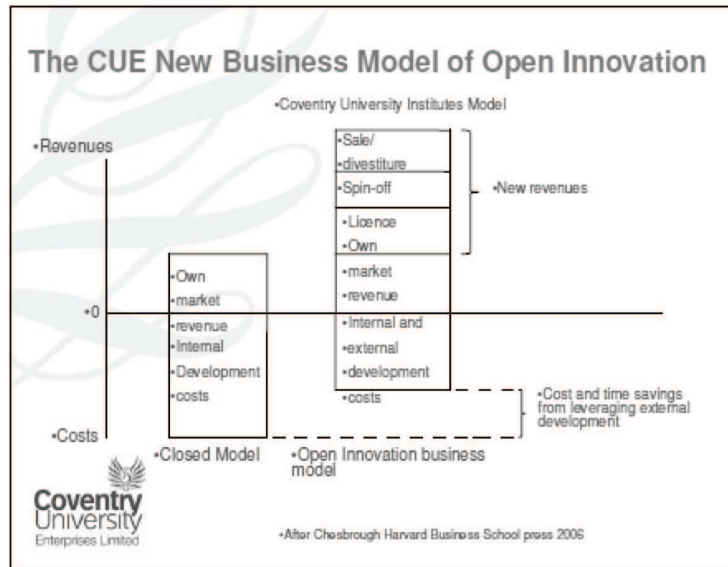 The CUE New Business Model of Open Innovation
•Coventry University Institutes Model
•Revenues
•Sale/
divestiture
•Spin-off
•New revenues
•Licence
•Own
•market
•revenue
•Own
•market
•revenue
•0
•Internal
•Development
•costs
•Internal and
•external
•development
•costs
•Cost and time savings
from leveraging external
development
•Costs
•Closed Model
•Open Innovation business
model
Coventry
University
Enterprises Limited
•After Chesbrough Harvard Business School press 2006